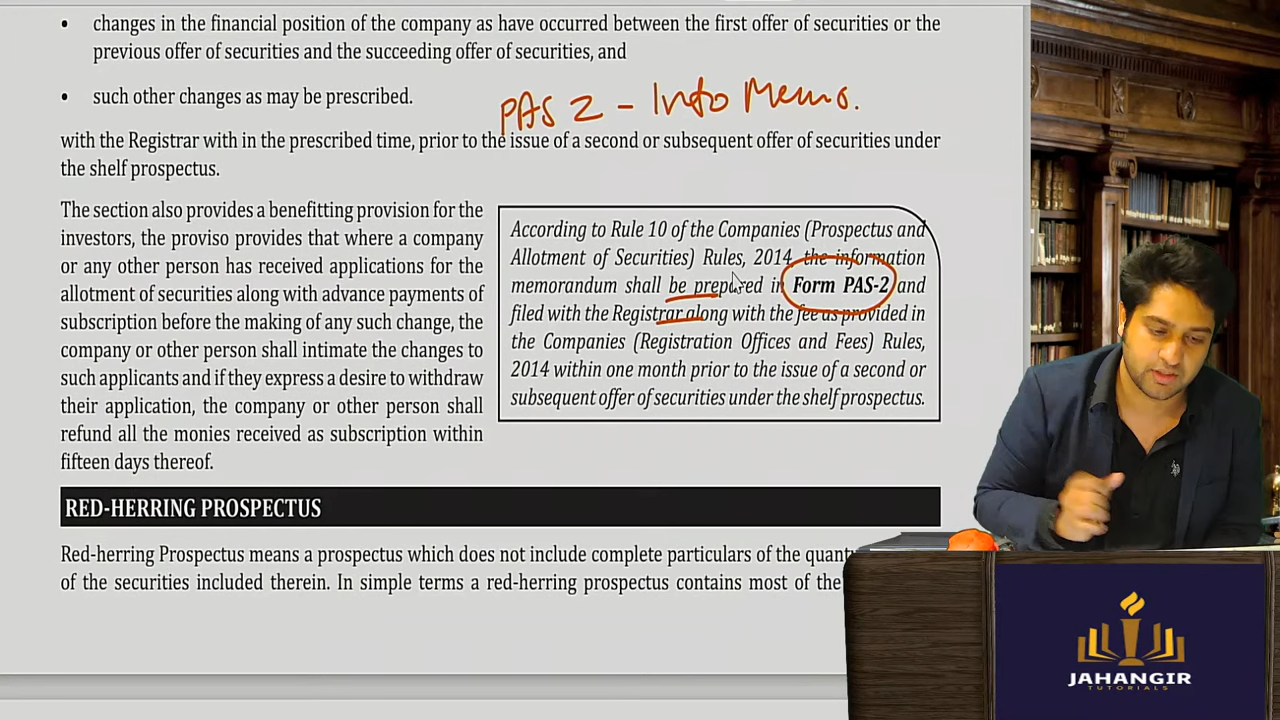 • changes in the financial position of the company as have occurred between the first offer of securities or the
previous offer of securities and the succeeding offer of securities, and
• such other changes as may be prescribed.
PAS 2 - Info Memo.
with the Registrar with in the prescribed time, prior to the issue of a second or subsequent offer of securities under
the shelf prospectus.
The section also provides a benefitting provision for the
investors, the proviso provides that where a company
or any other person has received applications for the
allotment of securities along with advance payments of
subscription before the making of any such change, the
company or other person shall intimate the changes to
such applicants and if they express a desire to withdraw
their application, the company or other person shall
refund all the monies received as subscription within
fifteen days thereof.
According to Rule 10 of the Companies (Prospectus and
Allotment of Securities) Rules, 2014, the information
memorandum shall be prepared in Form PAS-2 and
filed with the Registrar along with the fee as provided in
the Companies (Registration Offices and Fees) Rules,
2014 within one month prior to the issue of a second or
subsequent offer of securities under the shelf prospectus.
RED-HERRING PROSPECTUS
Red-herring Prospectus means a prospectus which does not include complete particulars of the
of the securities included therein. In simple terms a red-herring prospectus contains most of the
JAHANGIR
TUTORIALS